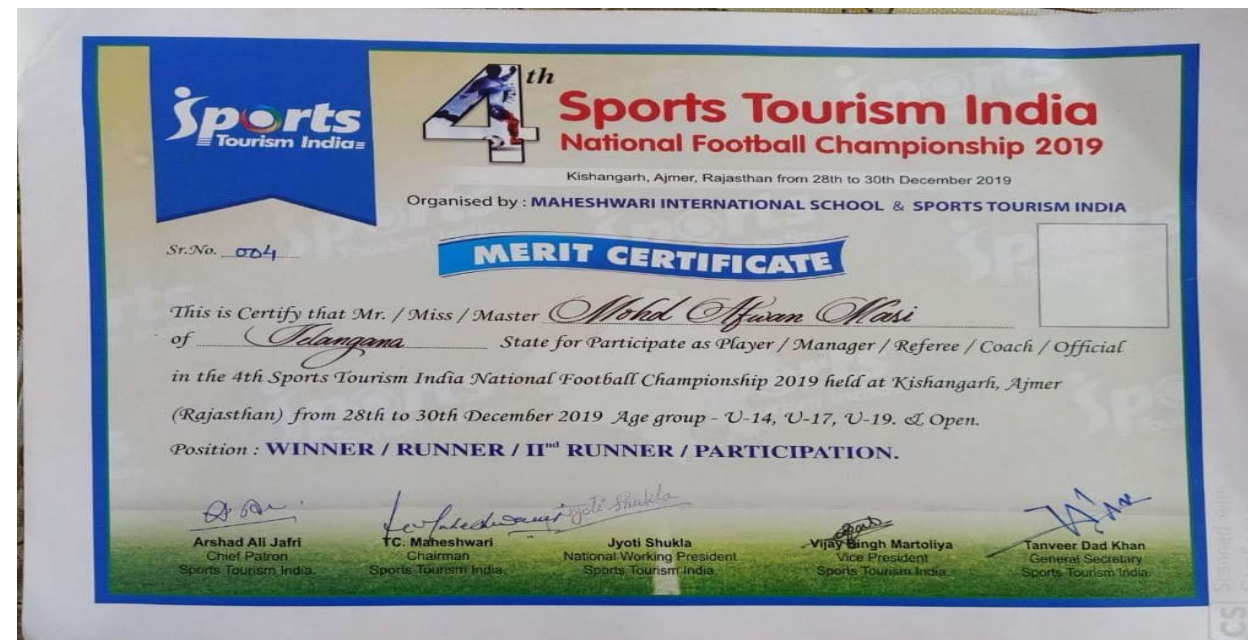 Sports
Tourism India
4th
Sports Tourism India
National Football Championship 2019
Kishangarh, Ajmer, Rajasthan from 28th to 30th December 2019
Organised by : MAHESHWARI INTERNATIONAL SCHOOL & SPORTS TOURISM INDIA
Sr.No. 004
MERIT CERTIFICATE
This is Certify that Mr. / Miss / Master Mohd Afwan Wasi
of Telangana State for Participate as Player / Manager / Referee / Coach / Official
in the 4th Sports Tourism India National Football Championship 2019 held at Kishangarh, Ajmer
(Rajasthan) from 28th to 30th December 2019 Age group - U-14, U-17, U-19. & Open.
Position : WINNER / RUNNER / IInd RUNNER / PARTICIPATION.
Jyoti Shukla
Arshad Ali Jafri
Chief Patron
Sports Tourism India.
TC. Maheshwari
Chairman
Sports Tourism India.
Jyoti Shukla
National Working President
Sports Tourism India
Vijay Singh Martoliya
Vice President
Sports Tourism India.
Tanveer Dad Khan
General Secretary
Sports Tourism India.
CS Scanned with